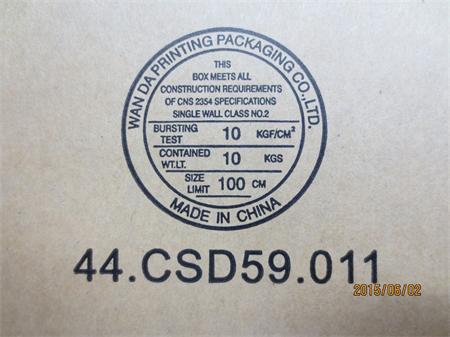 WAN DA PRINTING PACKAGING CO.,LTD.
THIS
BOX MEETS ALL
CONSTRUCTION REQUIREMENTS
OF CNS 2354 SPECIFICATIONS
SINGLE WALL CLASS NO.2
BURSTING TEST 10 KGF/CM²
CONTAINED WT.LT. 10 KGS
SIZE LIMIT 100 CM
MADE IN CHINA
44.CSD59.011
2015/06/02